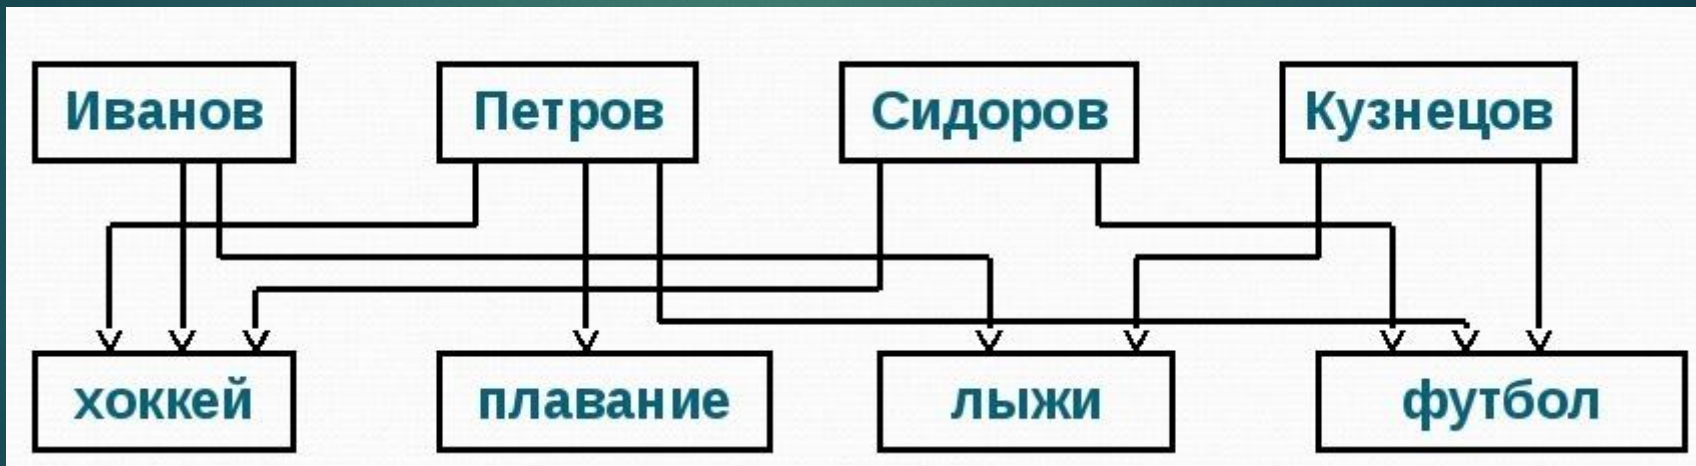 Иванов
Петров
Сидоров
Кузнецов
хоккей
плавание
лыжи
футбол